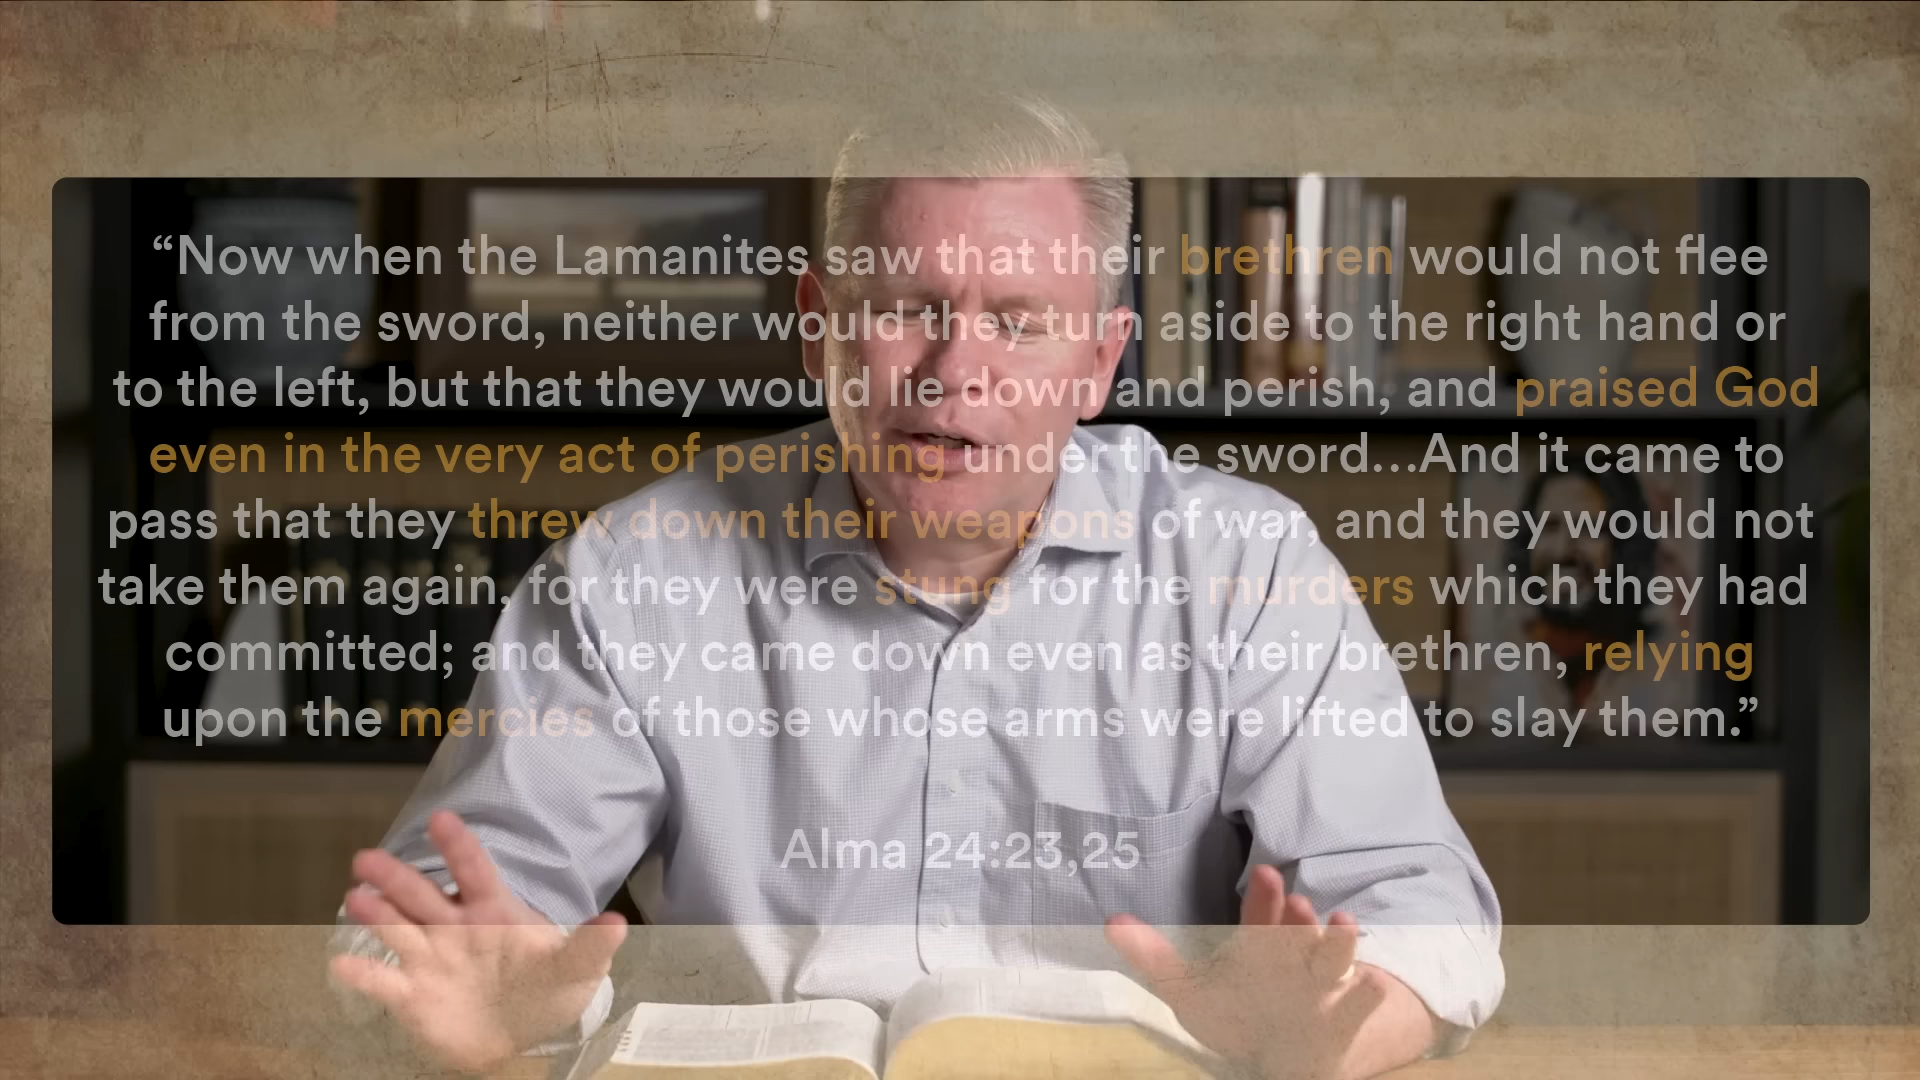 “Now when the Lamanites saw that their brethren would not flee
from the sword, neither would they turn aside to the right hand or
to the left, but that they would lie down and perish, and praised God
even in the very act of perishing under the sword...And it came to
pass that they threw down their weapons of war, and they would not
take them again, for they were stung for the murders which they had
committed; and they came down even as their brethren, relying
upon the mercies of those whose arms were lifted to slay them.”
Alma 24:23,25